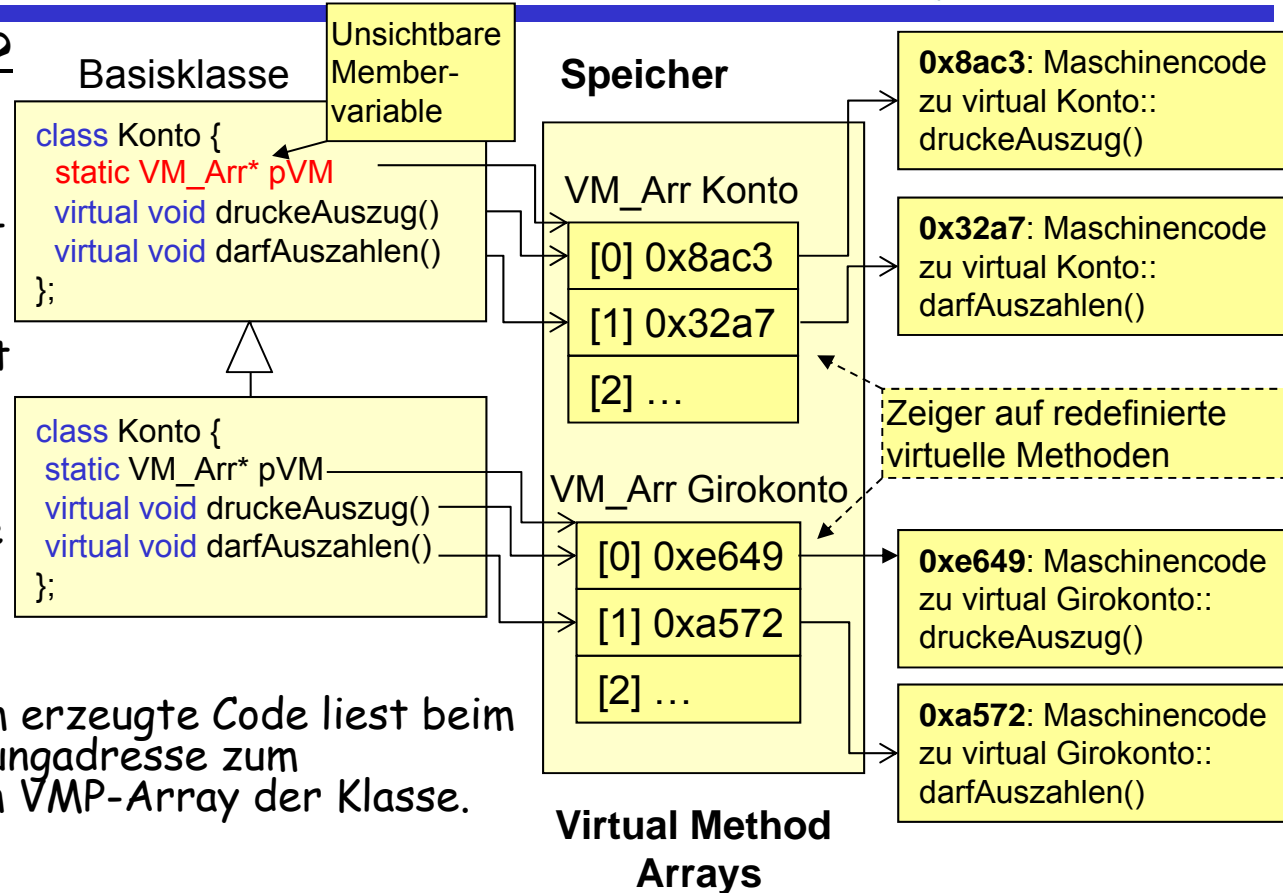 Basisklasse
Unsichtbare
Member-
variable
class Konto {
static VM_Arr* pVM
virtual void druckeAuszug()
virtual void darfAuszahlen()
};
class Konto {
static VM_Arr* pVM
virtual void druckeAuszug()
virtual void darfAuszahlen()
};
Speicher
VM_Arr Konto
[0] 0x8ac3
[1] 0x32a7
[2] …
VM_Arr Girokonto
[0] 0xe649
[1] 0xa572
[2] …
Virtual Method
Arrays
0x8ac3: Maschinencode
zu virtual Konto::
druckeAuszug()
0x32a7: Maschinencode
zu virtual Konto::
darfAuszahlen()
Zeiger auf redefinierte
virtuelle Methoden
0xe649: Maschinencode
zu virtual Girokonto::
druckeAuszug()
0xa572: Maschinencode
zu virtual Girokonto::
darfAuszahlen()
erzeugte Code liest beim
ungadresse zum
VMP-Array der Klasse.